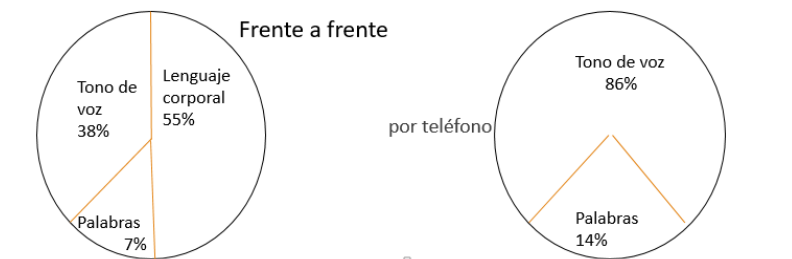 Frente a frente
Tono de
voz
38%
Lenguaje
corporal
55%
Palabras
7%
por teléfono
Tono de voz
86%
Palabras
14%